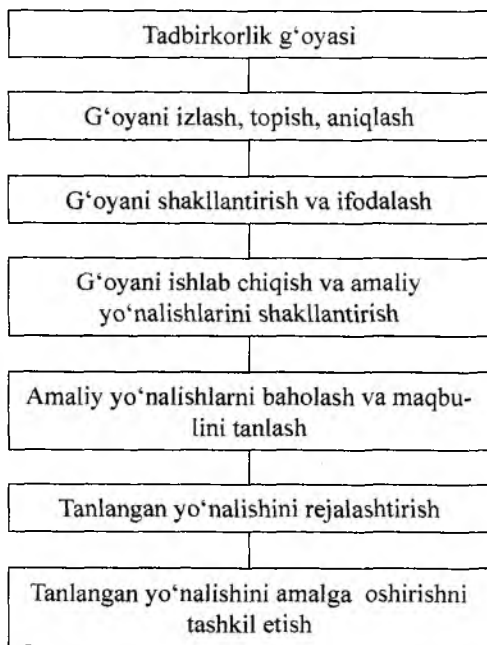 Tadbirkorlik g‘oyasi
G‘oyani izlash, topish, aniqlash
G‘oyani shakllantirish va ifodalash
G‘oyani ishlab chiqish va amaliy
yo‘nalishlarini shakllantirish
Amaliy yo‘nalishlarni baholash va maqbu-
lini tanlash
Tanlangan yo‘nalishini rejalashtirish
Tanlangan yo‘nalishini amalga oshirishni
tashkil etish